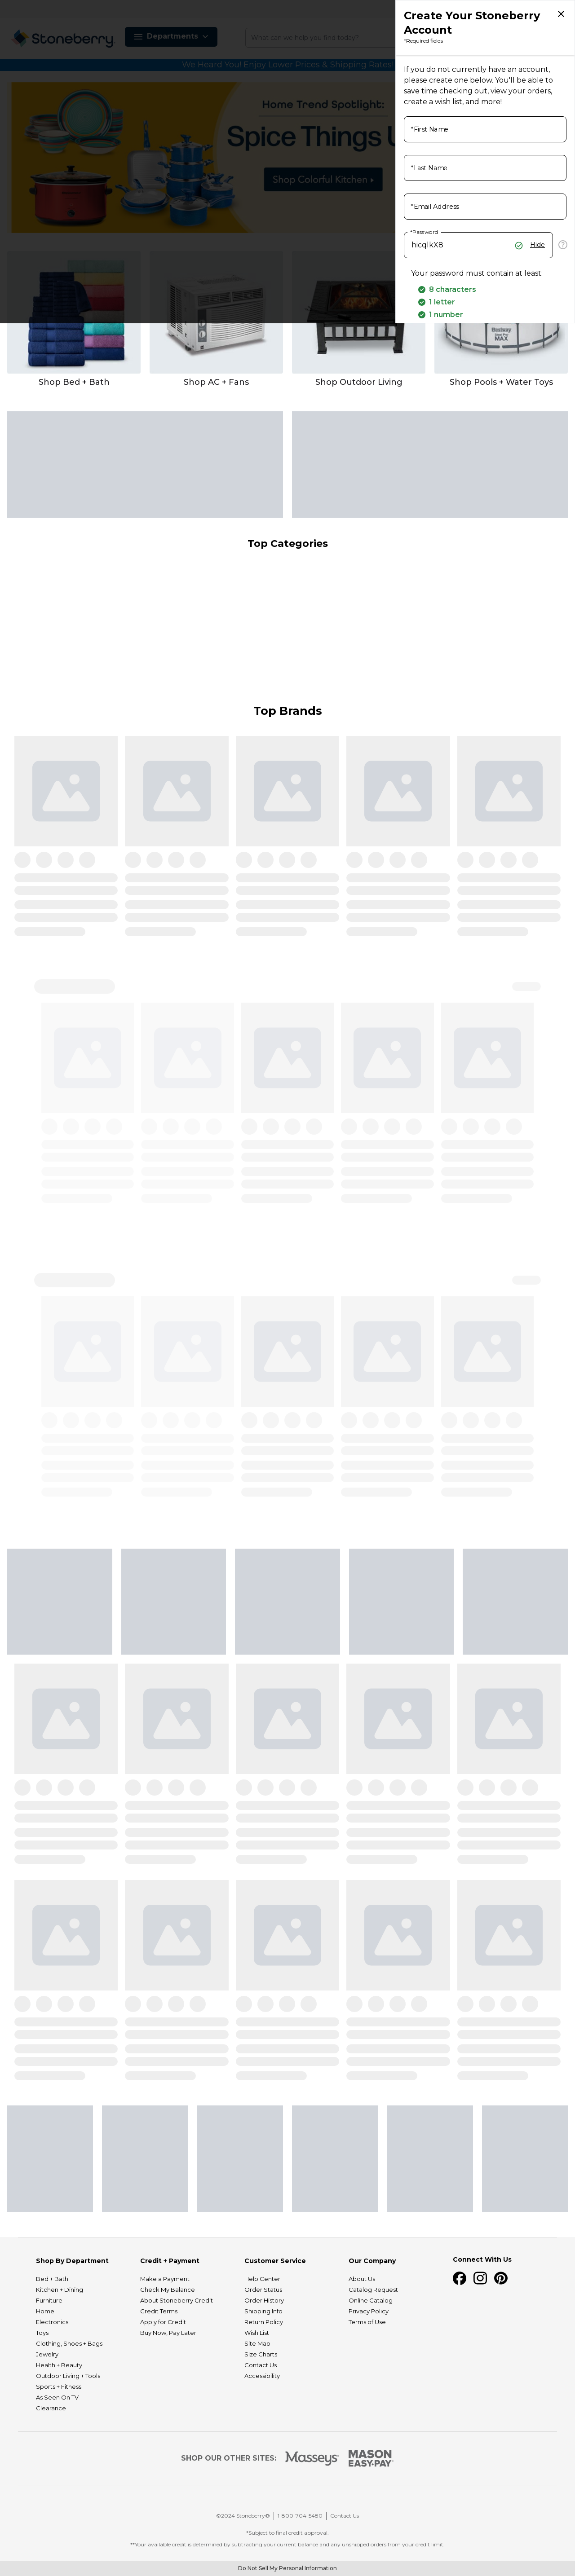 Stoneberry
Departments
What can we help you find today?
We Heard You! Enjoy Lower Prices & Shipping Rates!
Create Your Stoneberry
Account
*Required fields
If you do not currently have an account,
please create one below. You'll be able to
save time checking out, view your orders,
create a wish list, and more!
*First Name
*Last Name
*Email Address
*Password
hicqlkX8
Hide
?
Your password must contain at least:
8 characters
1 letter
1 number
Home Trend Spotlight:
Spice Things U
Shop Colorful Kitchen
Bestway
MAX
Shop Bed + Bath
Shop AC + Fans
Shop Outdoor Living
Shop Pools + Water Toys
Top Categories
Top Brands
Shop By Department
Bed + Bath
Kitchen + Dining
Furniture
Home
Electronics
Toys
Clothing, Shoes + Bags
Jewelry
Health + Beauty
Outdoor Living + Tools
Sports + Fitness
As Seen On TV
Clearance
Credit + Payment
Make a Payment
Check My Balance
About Stoneberry Credit
Credit Terms
Apply for Credit
Buy Now, Pay Later
Customer Service
Help Center
Order Status
Order History
Shipping Info
Return Policy
Wish List
Site Map
Size Charts
Contact Us
Accessibility
Our Company
About Us
Catalog Request
Online Catalog
Privacy Policy
Terms of Use
Connect With Us
SHOP OUR OTHER SITES:
Masseys
MASON
EASY•PAY
©2024 Stoneberry® | 1-800-704-5480 | Contact Us
*Subject to final credit approval.
**Your available credit is determined by subtracting your current balance and any unshipped orders from your credit limit.
Do Not Sell My Personal Information